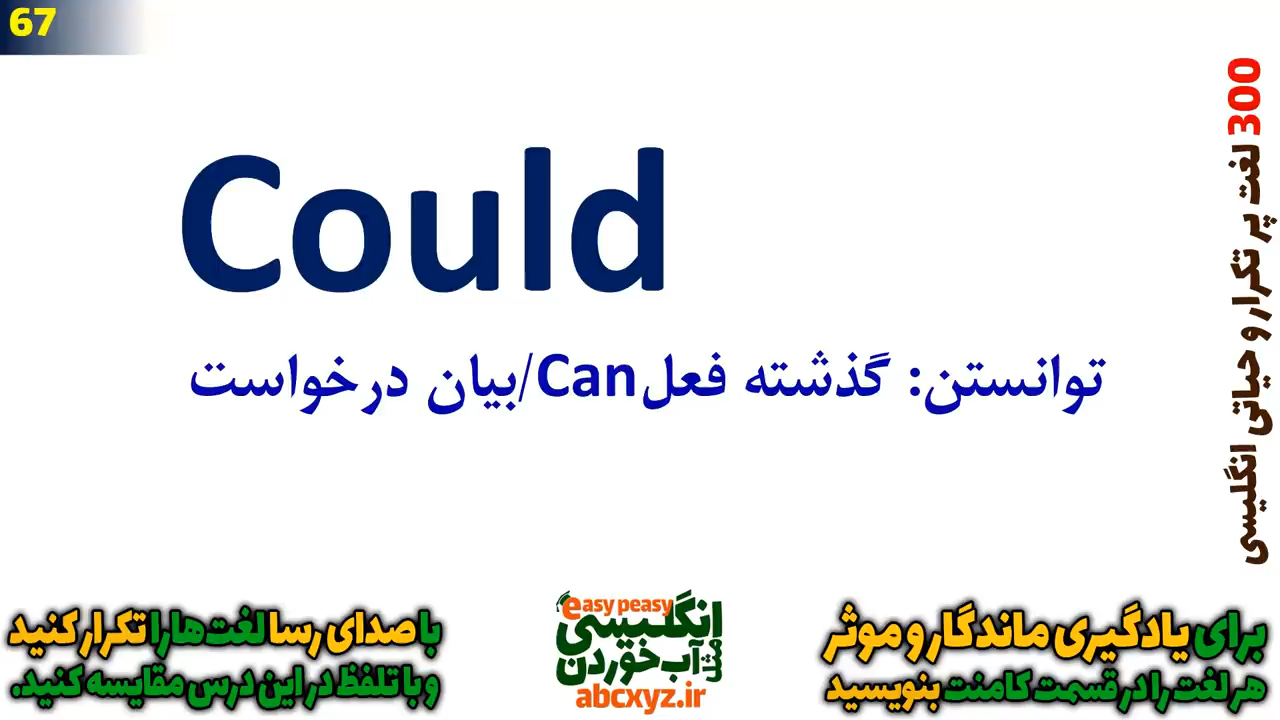 67
300 لغت پر تکرار و حیاتی انگلیسی
Could
توانستن: گذشته فعل Can/بیان درخواست
برای یادگیری ماندگار و موثر
هر لغت را در قسمت کامنت بنویسید
easy peasy
انگلیسی
مثل آب خوردن
abcxyz.ir
با صدای رسا لغت‌ها را تکرار کنید
و با تلفظ در این درس مقایسه کنید.